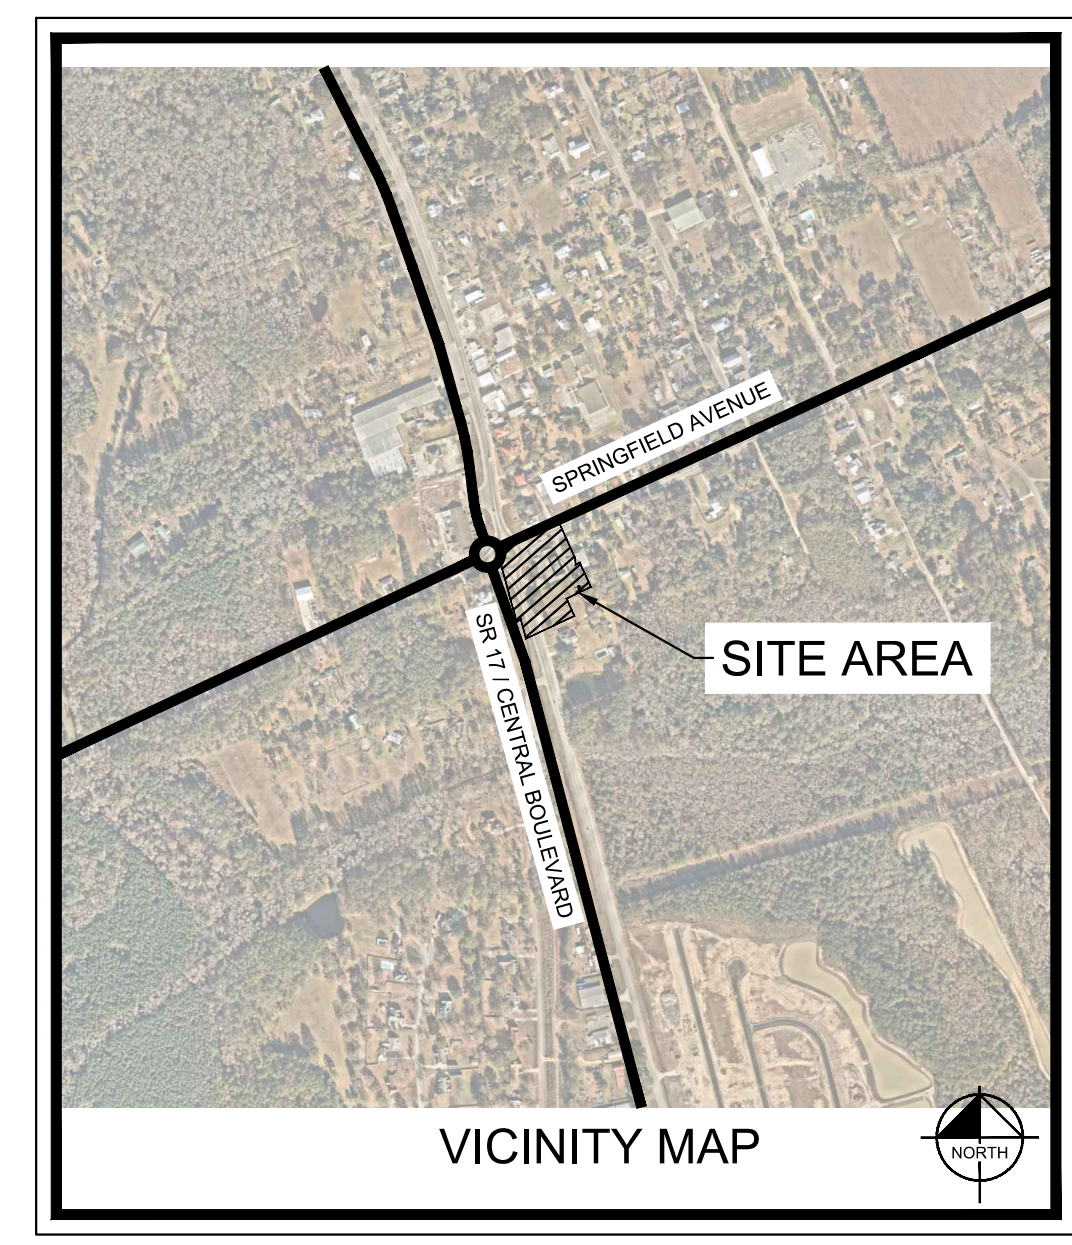 SPRINGFIELD AVENUE
SITE AREA
SR 17 / CENTRAL BOULEVARD
VICINITY MAP
NORTH